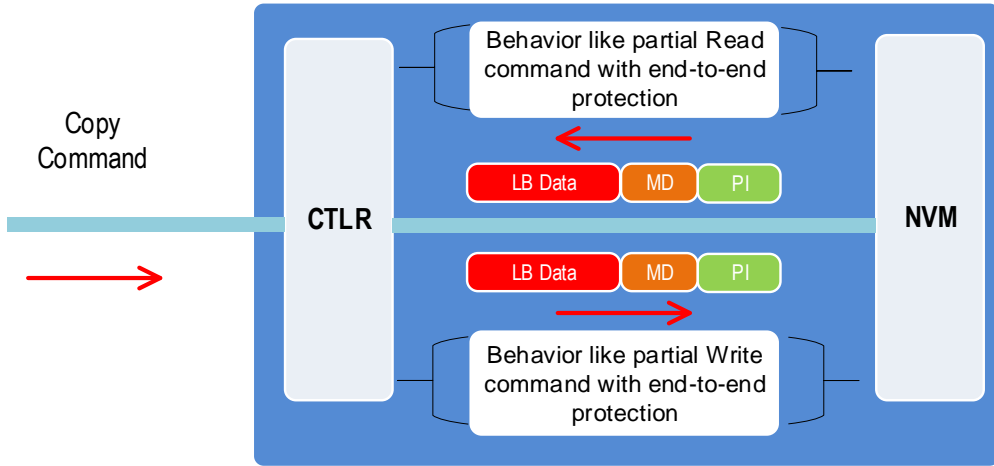 Behavior like partial Read
command with end-to-end
protection
Copy
Command
LB Data MD PI
CTLR
NVM
LB Data MD PI
Behavior like partial Write
command with end-to-end
protection